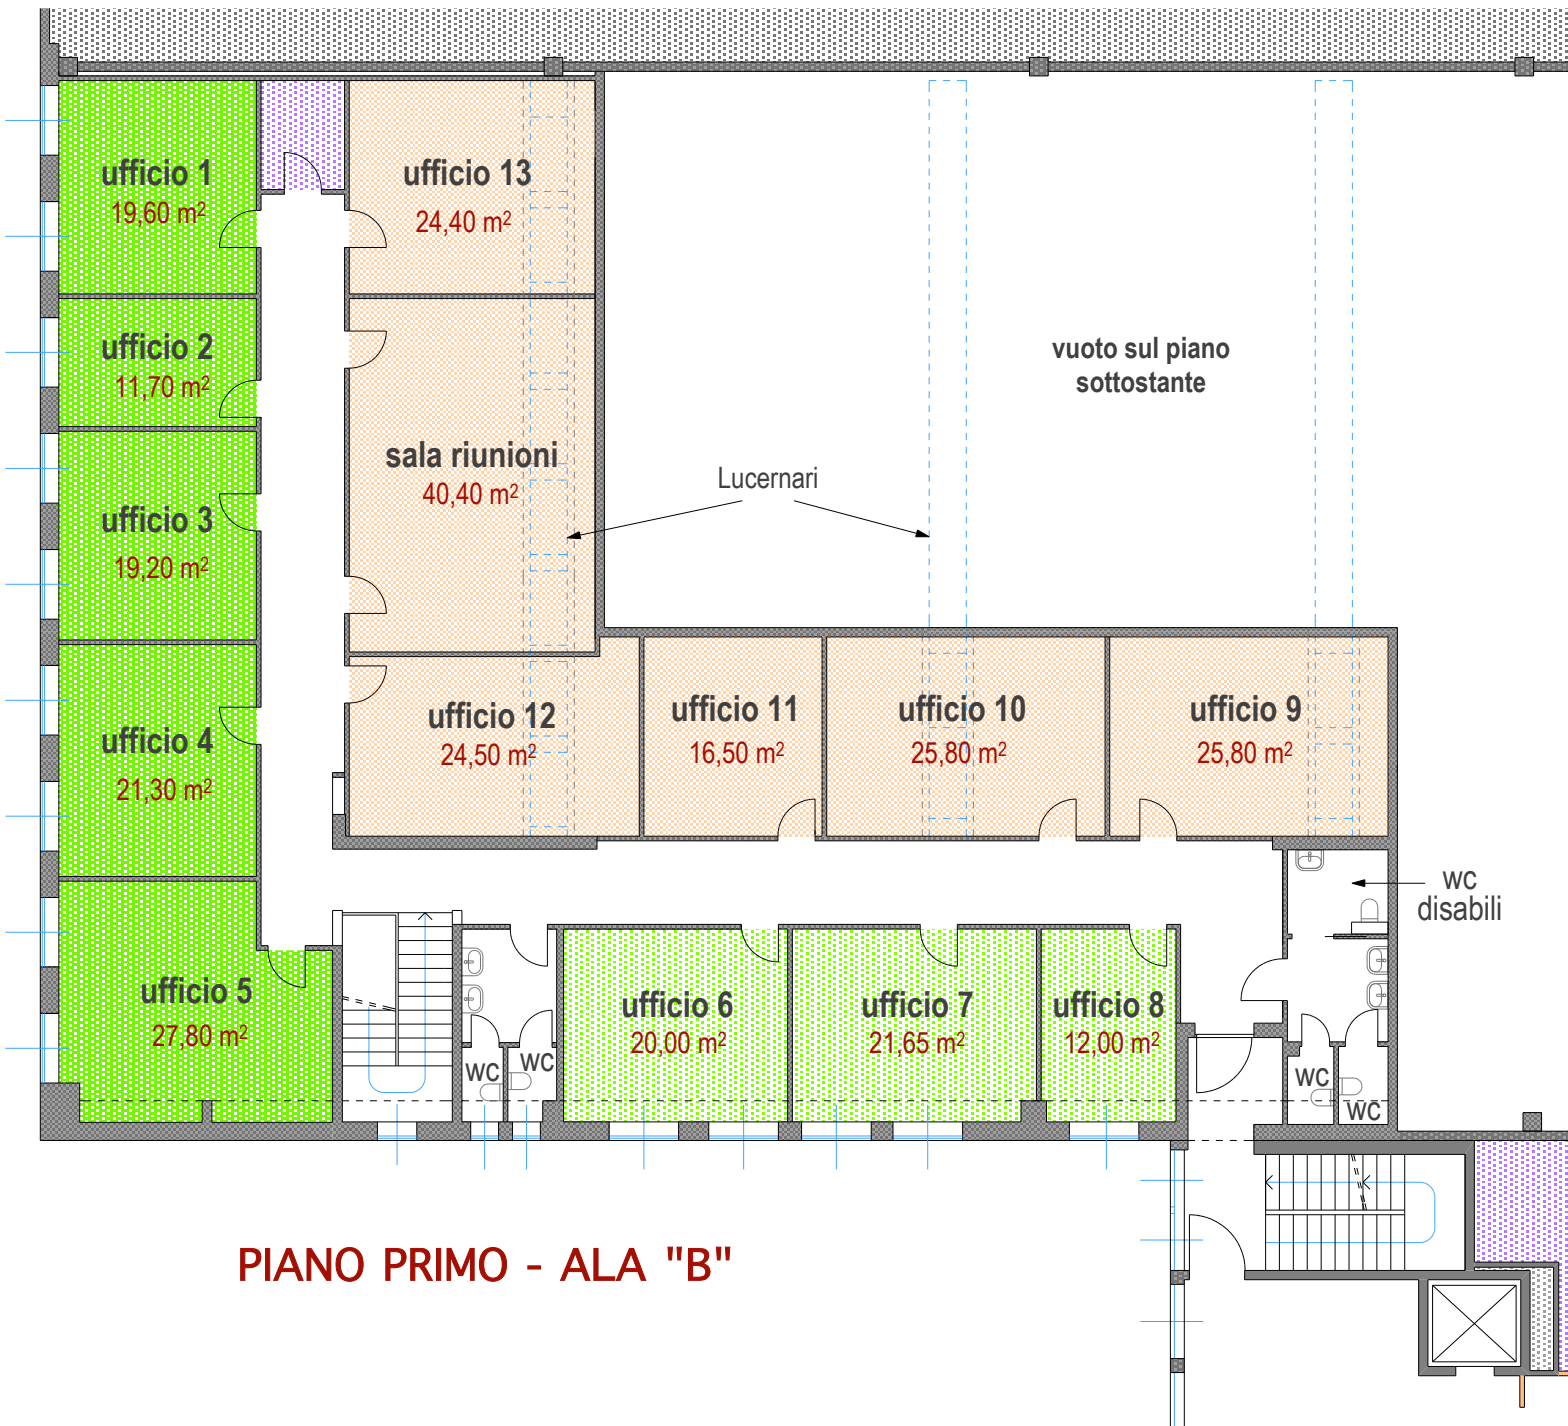 ufficio 1
19,60 m²
ufficio 13
24,40 m²
ufficio 2
11,70 m²
vuoto sul piano
sottostante
sala riunioni
40,40 m²
Lucernari
ufficio 3
19,20 m²
ufficio 4
21,30 m²
ufficio 12
24,50 m²
ufficio 11
16,50 m²
ufficio 10
25,80 m²
ufficio 9
25,80 m²
wc
disabili
ufficio 5
27,80 m²
ufficio 6
20,00 m²
ufficio 7
21,65 m²
ufficio 8
12,00 m²
wc
wc
wc
wc
PIANO PRIMO - ALA "B"